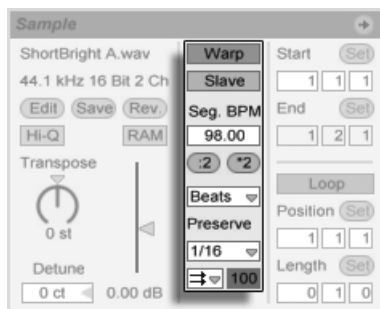 Sample
ShortBright A.wav
44.1 kHz 16 Bit 2 Ch
Edit Save Rev.
Hi-Q RAM
Transpose
0 st
Detune
0 ct 0.00 dB
Warp
Slave
Seg. BPM
98.00
:2 *2
Beats
Preserve
1/16
100
Start Set
1 1 1
End Set
1 2 1
Loop
Position Set
1 1 1
Length Set
0 1 0